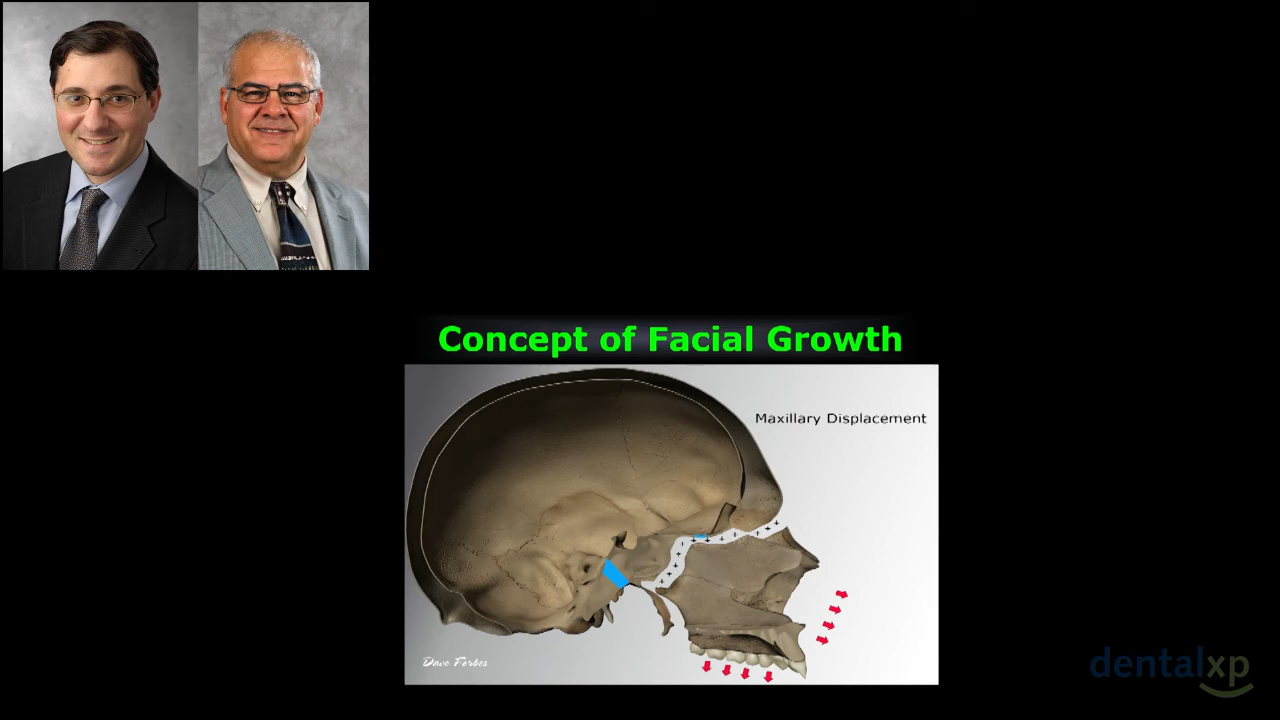 Concept of Facial Growth
Maxillary Displacement
Dave Forbes
dentalxp